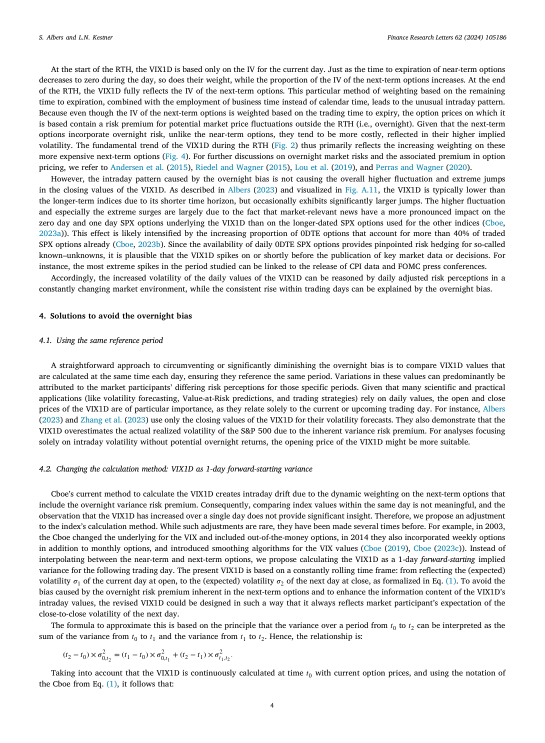 S. Albers and L.N. Kestner
Finance Research Letters 62 (2024) 105186
At the start of the RTH, the VIX1D is based only on the IV for the current day. Just as the time to expiration of near-term options
decreases to zero during the day, so does their weight, while the proportion of the IV of the next-term options increases. At the end
of the RTH, the VIX1D fully reflects the IV of the next-term options. This particular method of weighting based on the remaining
time to expiration, combined with the employment of business time instead of calendar time, leads to the unusual intraday pattern.
Because even though the IV of the next-term options is weighted based on the trading time to expiry, the option prices on which it
is based contain a risk premium for potential market price fluctuations outside the RTH (i.e., overnight). Given that the next-term
options incorporate overnight risk, unlike the near-term options, they tend to be more costly, reflected in their higher implied
volatility. The fundamental trend of the VIX1D during the RTH (Fig. 2) thus primarily reflects the increasing weighting on these
more expensive next-term options (Fig. 4). For further discussions on overnight market risks and the associated premium in option
pricing, we refer to Andersen et al. (2015), Riedel and Wagner (2015), Lou et al. (2019), and Perras and Wagner (2020).
However, the intraday pattern caused by the overnight bias is not causing the overall higher fluctuation and extreme jumps
in the closing values of the VIX1D. As described in Albers (2023) and visualized in Fig. A.11, the VIX1D is typically lower than
the longer-term indices due to its shorter time horizon, but occasionally exhibits significantly larger jumps. The higher fluctuation
and especially the extreme surges are largely due to the fact that market-relevant news have a more pronounced impact on the
zero day and one day SPX options underlying the VIX1D than on the longer-dated SPX options used for the other indices (Cboe,
2023a)). This effect is likely intensified by the increasing proportion of 0DTE options that account for more than 40% of traded
SPX options already (Cboe, 2023b). Since the availability of daily 0DTE SPX options provides pinpointed risk hedging for so-called
known–unknowns, it is plausible that the VIX1D spikes on or shortly before the publication of key market data or decisions. For
instance, the most extreme spikes in the period studied can be linked to the release of CPI data and FOMC press conferences.
Accordingly, the increased volatility of the daily values of the VIX1D can be reasoned by daily adjusted risk perceptions in a
constantly changing market environment, while the consistent rise within trading days can be explained by the overnight bias.
4. Solutions to avoid the overnight bias
4.1. Using the same reference period
A straightforward approach to circumventing or significantly diminishing the overnight bias is to compare VIX1D values that
are calculated at the same time each day, ensuring they reference the same period. Variations in these values can predominantly be
attributed to the market participants' differing risk perceptions for those specific periods. Given that many scientific and practical
applications (like volatility forecasting, Value-at-Risk predictions, and trading strategies) rely on daily values, the open and close
prices of the VIX1D are of particular importance, as they relate solely to the current or upcoming trading day. For instance, Albers
(2023) and Zhang et al. (2023) use only the closing values of the VIX1D for their volatility forecasts. They also demonstrate that the
VIX1D overestimates the actual realized volatility of the S&P 500 due to the inherent variance risk premium. For analyses focusing
solely on intraday volatility without potential overnight returns, the opening price of the VIX1D might be more suitable.
4.2. Changing the calculation method: VIX1D as 1-day forward-starting variance
Cboe's current method to calculate the VIX1D creates intraday drift due to the dynamic weighting on the next-term options that
include the overnight variance risk premium. Consequently, comparing index values within the same day is not meaningful, and the
observation that the VIX1D has increased over a single day does not provide significant insight. Therefore, we propose an adjustment
to the index's calculation method. While such adjustments are rare, they have been made several times before. For example, in 2003,
the Cboe changed the underlying for the VIX and included out-of-the-money options, in 2014 they also incorporated weekly options
in addition to monthly options, and introduced smoothing algorithms for the VIX values (Cboe (2019), Cboe (2023c)). Instead of
interpolating between the near-term and next-term options, we propose calculating the VIX1D as a 1-day forward-starting implied
variance for the following trading day. The present VIX1D is based on a constantly rolling time frame: from reflecting the (expected)
volatility σ₁ of the current day at open, to the (expected) volatility σ₂ of the next day at close, as formalized in Eq. (1). To avoid the
bias caused by the overnight risk premium inherent in the next-term options and to enhance the information content of the VIX1D's
intraday values, the revised VIX1D could be designed in such a way that it always reflects market participant's expectation of the
close-to-close volatility of the next day.
The formula to approximate this is based on the principle that the variance over a period from t₀ to t₂ can be interpreted as the
sum of the variance from t₀ to t₁ and the variance from t₁ to t₂. Hence, the relationship is:
(t₂ − t₀) × σ²₀,ₜ₂ = (t₁ − t₀) × σ²₀,ₜ₁ + (t₂ − t₁) × σ²ₜ₁,ₜ₂.
Taking into account that the VIX1D is continuously calculated at time t₀ with current option prices, and using the notation of
the Cboe from Eq. (1), it follows that:
4